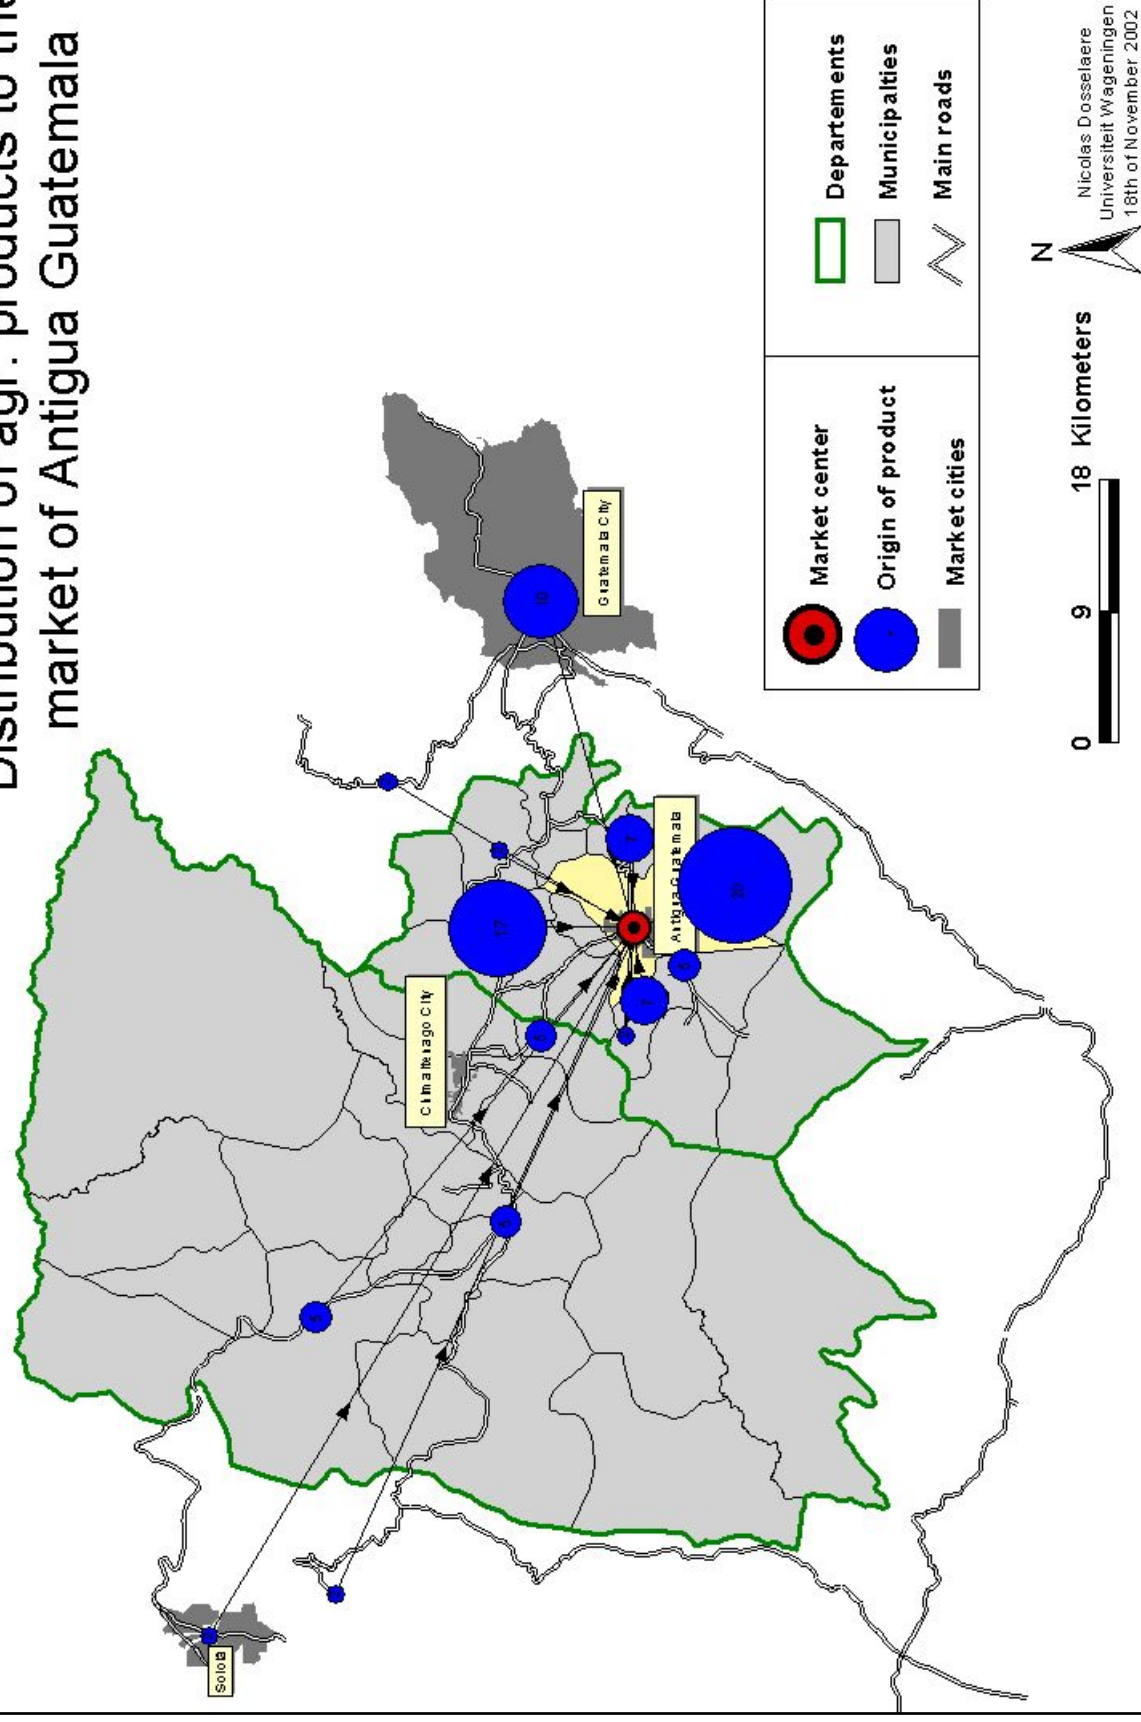 Distribution of agr. products to the
market of Antigua Guatemala
Solola
Chimaltenago City
Antigua Guatemala
Guatemala City
17
7
7
Market center
Origin of product
Market cities
Departements
Municipalties
Main roads
0 9 18 Kilometers
N
Nicolas Dosselaere
Universiteit Wageningen
18th of November 2002